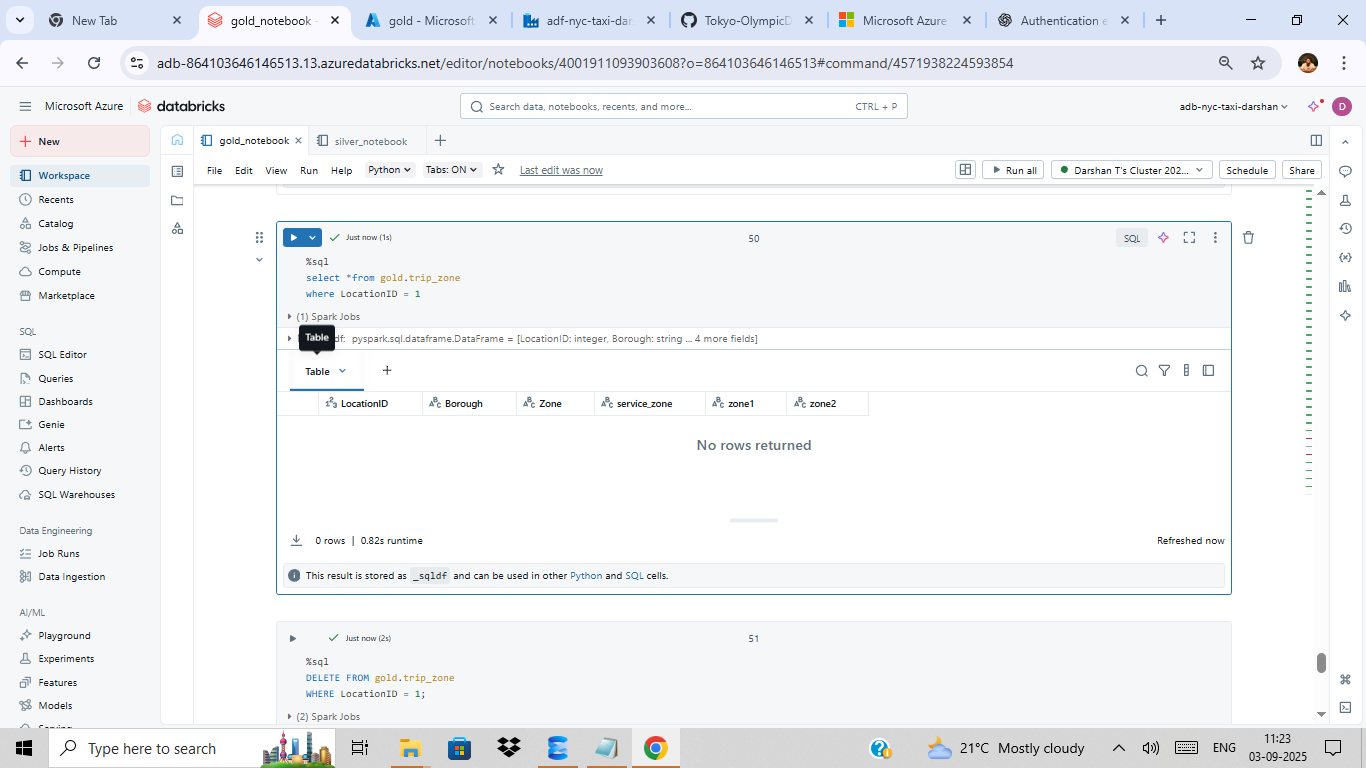 New Tab
gold_notebook -
gold - Microsoft
adf-nyc-taxi-dar
Tokyo-OlympicD
Microsoft Azure
Authentication e
adb-864103646146513.13.azuredatabricks.net/editor/notebooks/4001911093903608?o=864103646146513#command/4571938224593854
Microsoft Azure
databricks
Search data, notebooks, recents, and more...
CTRL + P
adb-nyc-taxi-darshan
D
New
gold_notebook
silver_notebook
File Edit View Run Help Python Tabs: ON Last edit was now
Run all
Darshan T's Cluster 202...
Schedule
Share
Workspace
Recents
Catalog
Jobs & Pipelines
Compute
Marketplace
SQL
SQL Editor
Queries
Dashboards
Genie
Alerts
Query History
SQL Warehouses
Data Engineering
Job Runs
Data Ingestion
AI/ML
Playground
Experiments
Features
Models
Just now (1s)
50
SQL
%sql
select *from gold.trip_zone
where LocationID = 1
(1) Spark Jobs
Table
df: pyspark.sql.dataframe.DataFrame = [LocationID: integer, Borough: string ... 4 more fields]
Table
LocationID Borough Zone service_zone zone1 zone2
No rows returned
0 rows | 0.82s runtime
Refreshed now
This result is stored as _sqldf and can be used in other Python and SQL cells.
Just now (2s)
51
%sql
DELETE FROM gold.trip_zone
WHERE LocationID = 1;
(2) Spark Jobs
Type here to search
21°C Mostly cloudy
ENG
11:23
03-09-2025